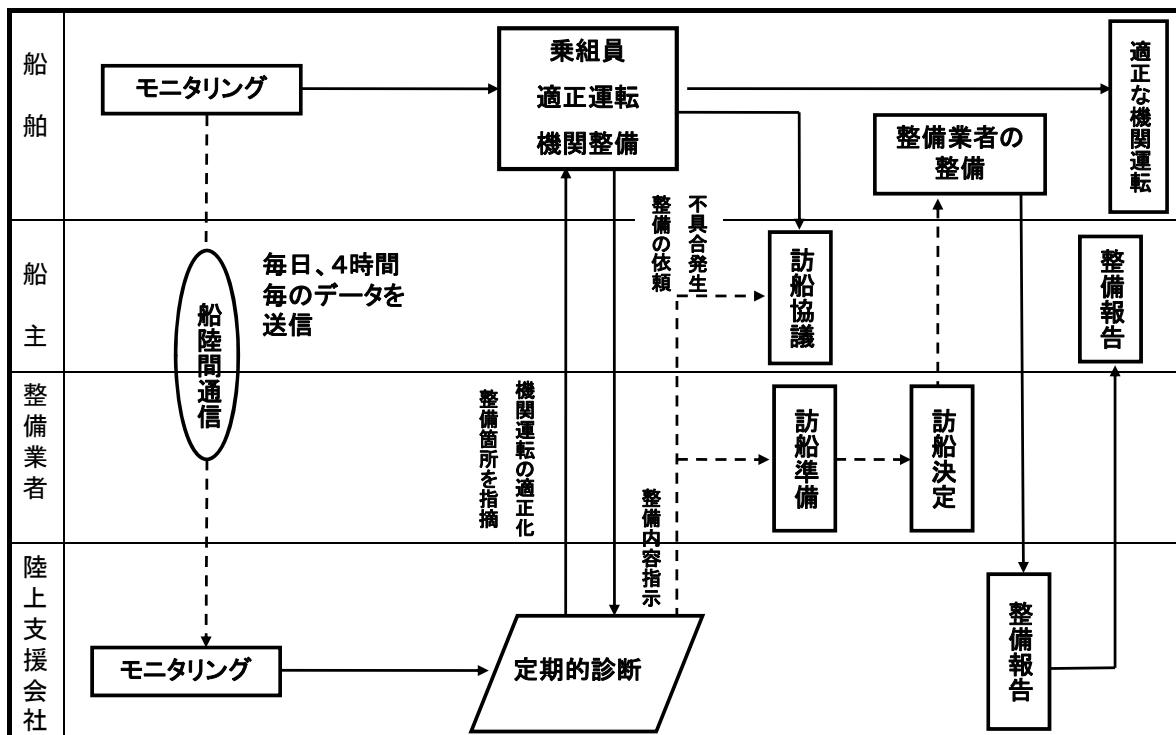 船舶
モニタリング
乗組員
適正運転
機関整備
整備業者の
整備
適正な機関運転
船主
毎日、4時間
毎のデータを
送信
船陸間通信
不具合発生
整備の依頼
訪船協議
整備報告
整備業者
機関運転の適正化
整備箇所を指摘
整備内容指示
訪船準備
訪船決定
陸上支援会社
モニタリング
定期的診断
整備報告